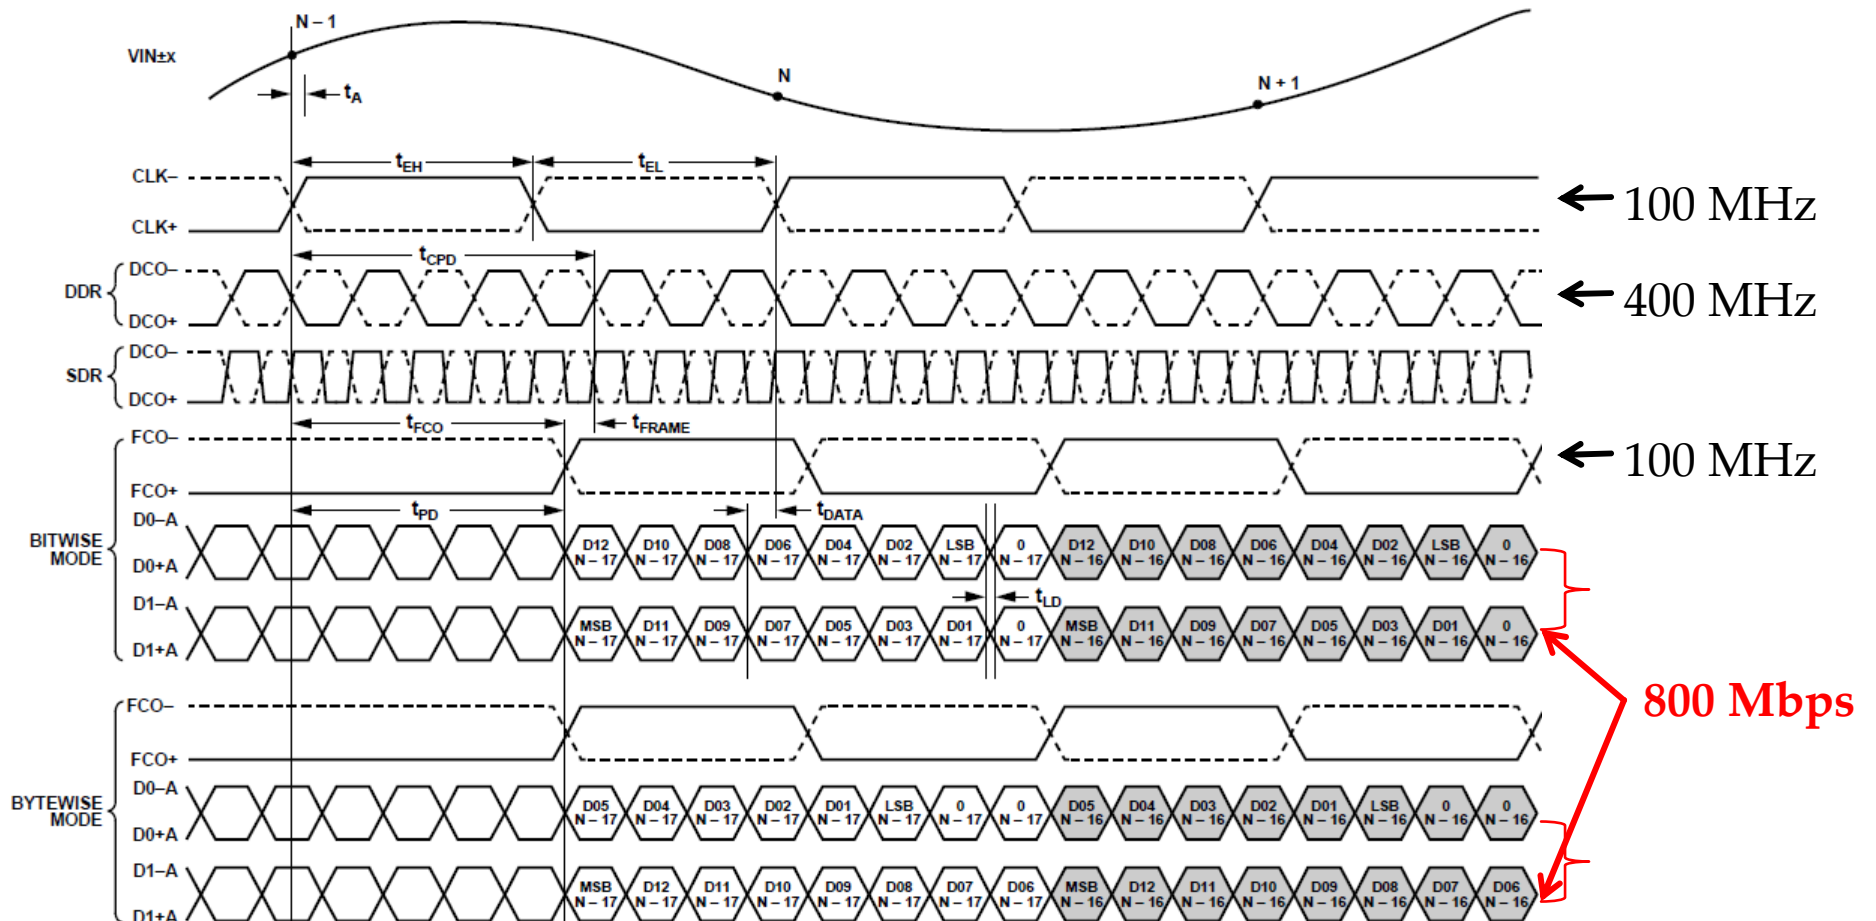 N – 1
VIN±x
N
N + 1
tA
tEH
tEL
CLK–
CLK+
100 MHz
tCPD
DDR
DCO–
DCO+
400 MHz
SDR
DCO–
DCO+
tFCO
tFRAME
FCO–
FCO+
100 MHz
tPD
tDATA
BITWISE
MODE
D0–A
D0+A
D12 D10 D08 D06 D04 D02 LSB 0 D12 D10 D08 D06 D04 D02 LSB 0
N – 17 N – 17 N – 17 N – 17 N – 17 N – 17 N – 17 N – 17 N – 16 N – 16 N – 16 N – 16 N – 16 N – 16 N – 16 N – 16
tLD
D1–A
D1+A
MSB D11 D09 D07 D05 D03 D01 0 MSB D11 D09 D07 D05 D03 D01 0
N – 17 N – 17 N – 17 N – 17 N – 17 N – 17 N – 17 N – 17 N – 16 N – 16 N – 16 N – 16 N – 16 N – 16 N – 16 N – 16
800 Mbps
FCO–
FCO+
BYTEWISE
MODE
D0–A
D0+A
D05 D04 D03 D02 D01 LSB 0 0 D05 D04 D03 D02 D01 LSB 0 0
N – 17 N – 17 N – 17 N – 17 N – 17 N – 17 N – 17 N – 17 N – 16 N – 16 N – 16 N – 16 N – 16 N – 16 N – 16 N – 16
D1–A
D1+A
MSB D12 D11 D10 D09 D08 D07 D06 MSB D12 D11 D10 D09 D08 D07 D06
N – 17 N – 17 N – 17 N – 17 N – 17 N – 17 N – 17 N – 17 N – 16 N – 16 N – 16 N – 16 N – 16 N – 16 N – 16 N – 16